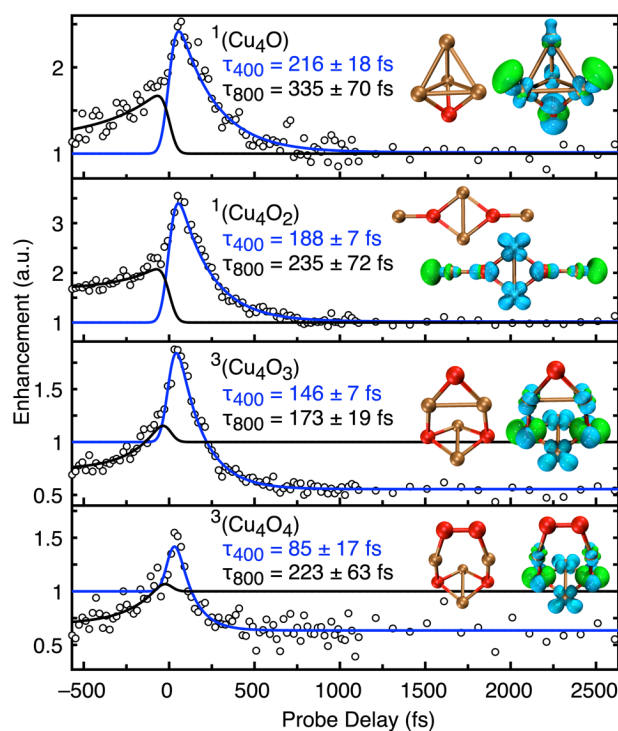 ¹(Cu₄O)
τ₄₀₀ = 216 ± 18 fs
τ₈₀₀ = 335 ± 70 fs
2
1
¹(Cu₄O₂)
τ₄₀₀ = 188 ± 7 fs
τ₈₀₀ = 235 ± 72 fs
3
2
1
Enhancement (a.u.)
³(Cu₄O₃)
τ₄₀₀ = 146 ± 7 fs
τ₈₀₀ = 173 ± 19 fs
1.5
1
0.5
³(Cu₄O₄)
τ₄₀₀ = 85 ± 17 fs
τ₈₀₀ = 223 ± 63 fs
1.5
1
0.5
−500 0 500 1000 1500 2000 2500
Probe Delay (fs)